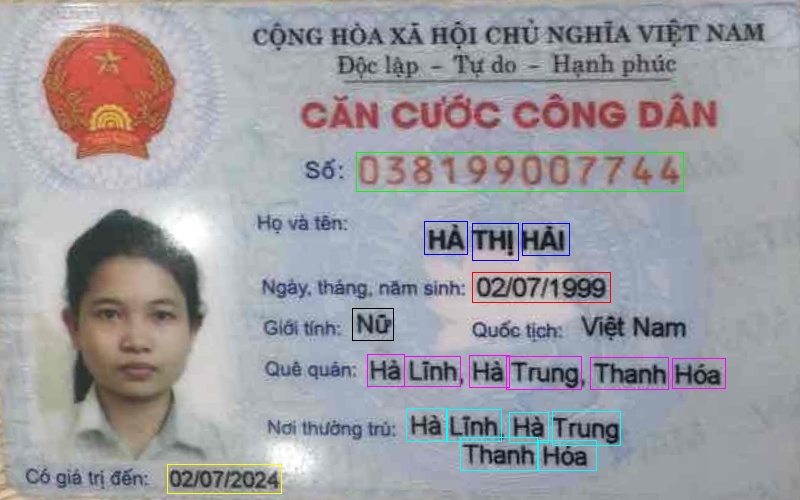 CỘNG HÒA XÃ HỘI CHỦ NGHĨA VIỆT NAM
Độc lập - Tự do - Hạnh phúc
CĂN CƯỚC CÔNG DÂN
Số: 038199007744
Họ và tên:
HÀ THỊ HẢI
Ngày, tháng, năm sinh: 02/07/1999
Giới tính: Nữ Quốc tịch: Việt Nam
Quê quán: Hà Lĩnh, Hà Trung, Thanh Hóa
Nơi thường trú: Hà Lĩnh, Hà Trung
Thanh Hóa
Có giá trị đến: 02/07/2024